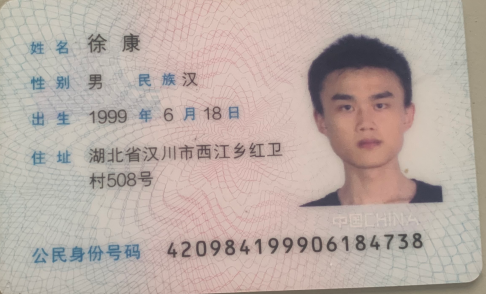 姓名 徐康
性别 男 民族 汉
出生 1999 年 6 月 18 日
住址 湖北省汉川市西江乡红卫
村508号
中国CHINA
公民身份号码 420984199906184738